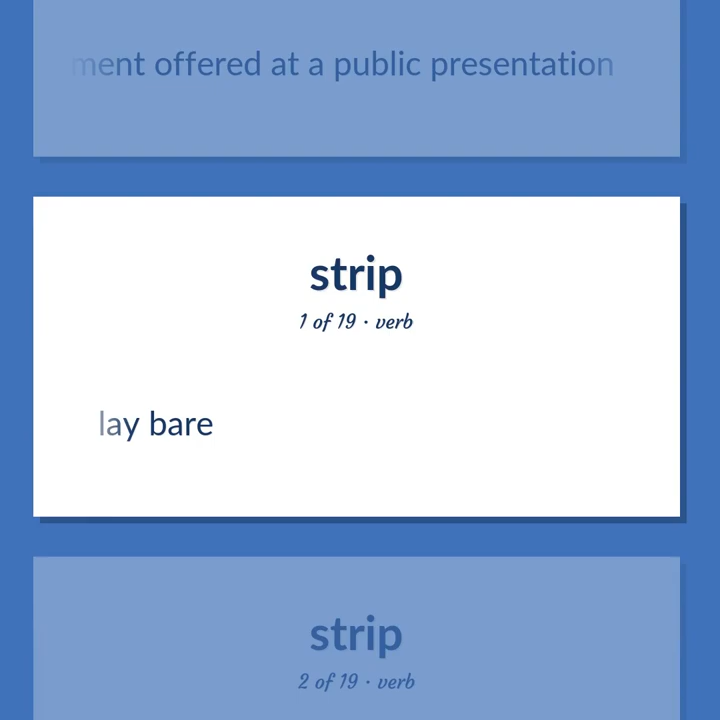 ment offered at a public presentation
strip
1 of 19 · verb
lay bare
strip
2 of 19 · verb